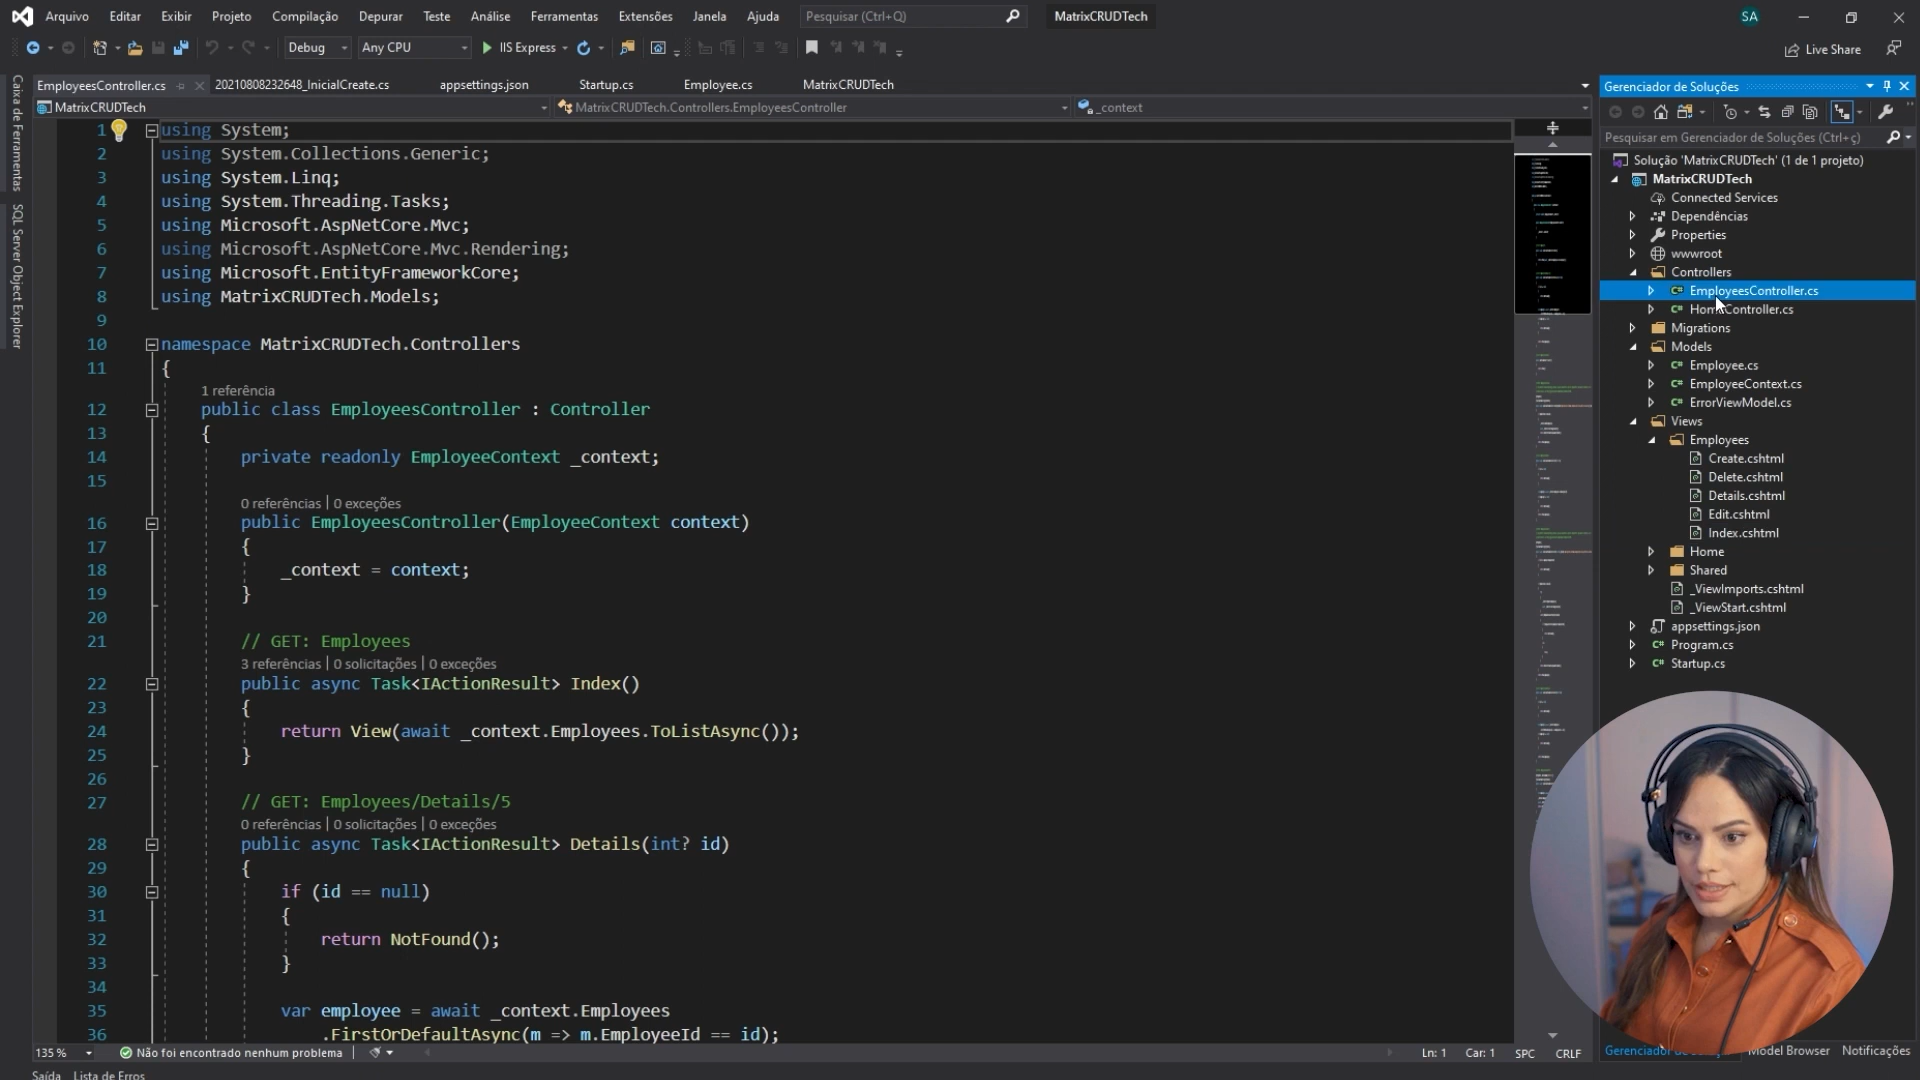 Arquivo Editar Exibir Projeto Compilação Depurar Teste Análise Ferramentas Extensões Janela Ajuda Pesquisar (Ctrl+Q) MatrixCRUDTech SA
Debug Any CPU IIS Express Live Share
EmployeesController.cs 20210808232648_InicialCreate.cs appsettings.json Startup.cs Employee.cs MatrixCRUDTech
MatrixCRUDTech MatrixCRUDTech.Controllers.EmployeesController _context
Caixa de Ferramentas
SQL Server Object Explorer
1 using System;
2 using System.Collections.Generic;
3 using System.Linq;
4 using System.Threading.Tasks;
5 using Microsoft.AspNetCore.Mvc;
6 using Microsoft.AspNetCore.Mvc.Rendering;
7 using Microsoft.EntityFrameworkCore;
8 using MatrixCRUDTech.Models;
9
10 namespace MatrixCRUDTech.Controllers
11 {
1 referência
12 public class EmployeesController : Controller
13 {
14 private readonly EmployeeContext _context;
15
0 referências | 0 exceções
16 public EmployeesController(EmployeeContext context)
17 {
18 _context = context;
19 }
20
21 // GET: Employees
3 referências | 0 solicitações | 0 exceções
22 public async Task<IActionResult> Index()
23 {
24 return View(await _context.Employees.ToListAsync());
25 }
26
27 // GET: Employees/Details/5
0 referências | 0 solicitações | 0 exceções
28 public async Task<IActionResult> Details(int? id)
29 {
30 if (id == null)
31 {
32 return NotFound();
33 }
34
35 var employee = await _context.Employees
36 .FirstOrDefaultAsync(m => m.EmployeeId == id);
135 % Não foi encontrado nenhum problema Ln: 1 Car: 1 SPC CRLF
Saída Lista de Erros
Gerenciador de Soluções
Pesquisar em Gerenciador de Soluções (Ctrl+ç)
Solução 'MatrixCRUDTech' (1 de 1 projeto)
MatrixCRUDTech
Connected Services
Dependências
Properties
wwwroot
Controllers
EmployeesController.cs
HomeController.cs
Migrations
Models
Employee.cs
EmployeeContext.cs
ErrorViewModel.cs
Views
Employees
Create.cshtml
Delete.cshtml
Details.cshtml
Edit.cshtml
Index.cshtml
Home
Shared
_ViewImports.cshtml
_ViewStart.cshtml
appsettings.json
Program.cs
Startup.cs
Gerenciador Model Browser Notificações